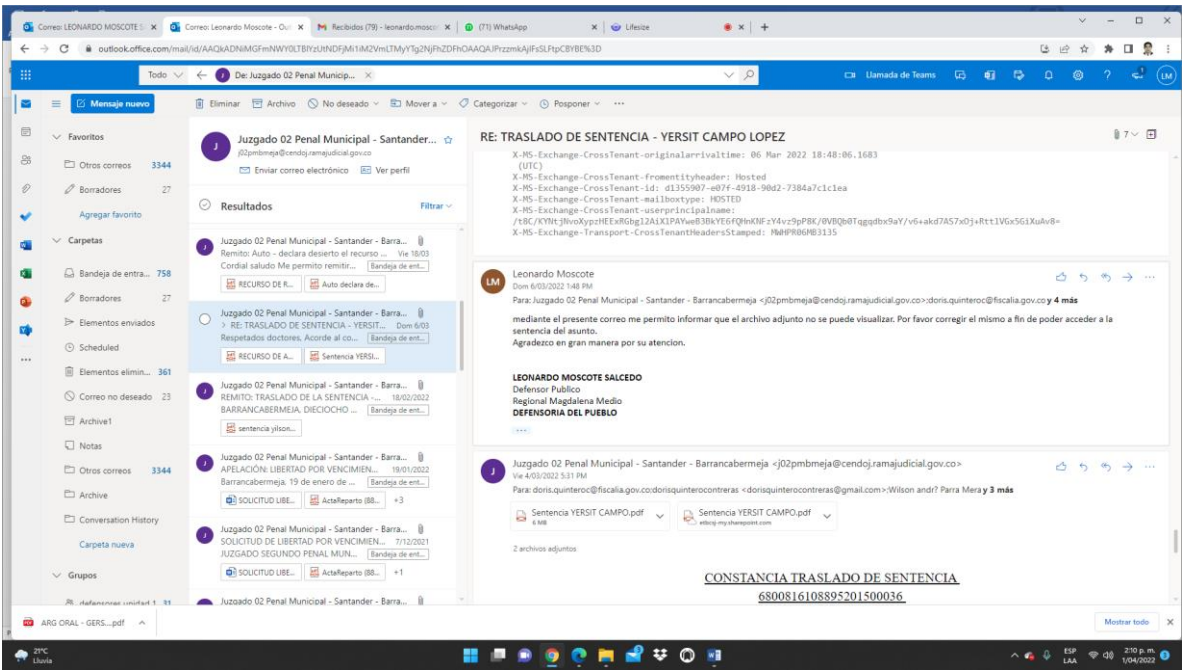 Correo: LEONARDO MOSCOTE S
Correo: Leonardo Moscote - Out
Recibidos (79) - leonardo.mosco
(71) WhatsApp
Lifesize
outlook.office.com/mail/id/
Todo
De: Juzgado 02 Penal Municip...
Llamada de Teams
LM
Mensaje nuevo
Eliminar Archivo No deseado Mover a Categorizar Posponer ...
Favoritos
Otros correos 3344
Borradores 27
Agregar favorito
Carpetas
Bandeja de entra... 758
Borradores 27
Elementos enviados
Scheduled
Elementos elimin... 361
Correo no deseado 23
Archive1
Notas
Otros correos 3344
Archive
Conversation History
Carpeta nueva
Grupos
defensores unidad 1 31
J
Juzgado 02 Penal Municipal - Santander...
j02pmbmeja@cendoj.ramajudicial.gov.co
Enviar correo electrónico Ver perfil
Resultados Filtrar
Juzgado 02 Penal Municipal - Santander - Barra...
Remito: Auto - declara desierto el recurso ... Vie 18/03
Cordial saludo Me permito remitir... Bandeja de ent...
RECURSO DE R... Auto declara de...
Juzgado 02 Penal Municipal - Santander - Barra...
> RE: TRASLADO DE SENTENCIA - YERSIT... Dom 6/03
Respetados doctores, Acorde al co... Bandeja de ent...
RECURSO DE A... Sentencia YERSI...
Juzgado 02 Penal Municipal - Santander - Barra...
REMITO: TRASLADO DE LA SENTENCIA -... 18/02/2022
BARRANCABERMEJA. DIECIOCHO ... Bandeja de ent...
sentencia yilson...
Juzgado 02 Penal Municipal - Santander - Barra...
APELACIÓN: LIBERTAD POR VENCIMIEN... 19/01/2022
Barrancabermeja. 19 de enero de ... Bandeja de ent...
SOLICITUD LIBE... ActaReparto (88... +3
Juzgado 02 Penal Municipal - Santander - Barra...
SOLICITUD DE LIBERTAD POR VENCIMIEN... 7/12/2021
JUZGADO SEGUNDO PENAL MUN... Bandeja de ent...
SOLICITUD LIBE... ActaReparto (88... +1
Juzgado 02 Penal Municipal - Santander - Barra...
RE: TRASLADO DE SENTENCIA - YERSIT CAMPO LOPEZ
7
X-MS-Exchange-CrossTenant-originalarrivaltime: 06 Mar 2022 18:48:06.1683
(UTC)
X-MS-Exchange-CrossTenant-fromentityheader: Hosted
X-MS-Exchange-CrossTenant-id: d1355907-e07f-4918-90d2-7384a7c1c1ea
X-MS-Exchange-CrossTenant-mailboxtype: HOSTED
X-MS-Exchange-CrossTenant-userprincipalname:
X-MS-Exchange-Transport-CrossTenantHeadersStamped: MWHPR06MB3135
LM
Leonardo Moscote
Dom 6/03/2022 1:48 PM
Para: Juzgado 02 Penal Municipal - Santander - Barrancabermeja <j02pmbmeja@cendoj.ramajudicial.gov.co>;doris.quinteroc@fiscalia.gov.co y 4 más
mediante el presente correo me permito informar que el archivo adjunto no se puede visualizar. Por favor corregir el mismo a fin de poder acceder a la
sentencia del asunto.
Agradezco en gran manera por su atencion.
LEONARDO MOSCOTE SALCEDO
Defensor Publico
Regional Magdalena Medio
DEFENSORIA DEL PUEBLO
...
J
Juzgado 02 Penal Municipal - Santander - Barrancabermeja <j02pmbmeja@cendoj.ramajudicial.gov.co>
Vie 4/03/2022 5:31 PM
Para: doris.quinteroc@fiscalia.gov.co;dorisquinterocontreras <dorisquinterocontreras@gmail.com>;Wilson andr? Parra Mera y 3 más
Sentencia YERSIT CAMPO.pdf Sentencia YERSIT CAMPO.pdf
6 MB etbcsj-my.sharepoint.com
2 archivos adjuntos
CONSTANCIA TRASLADO DE SENTENCIA
6800816108895201500036
ARG ORAL - GERS....pdf
Mostrar todo
21°C
Lluvia
ESP
LAA
2:10 p. m.
1/04/2022